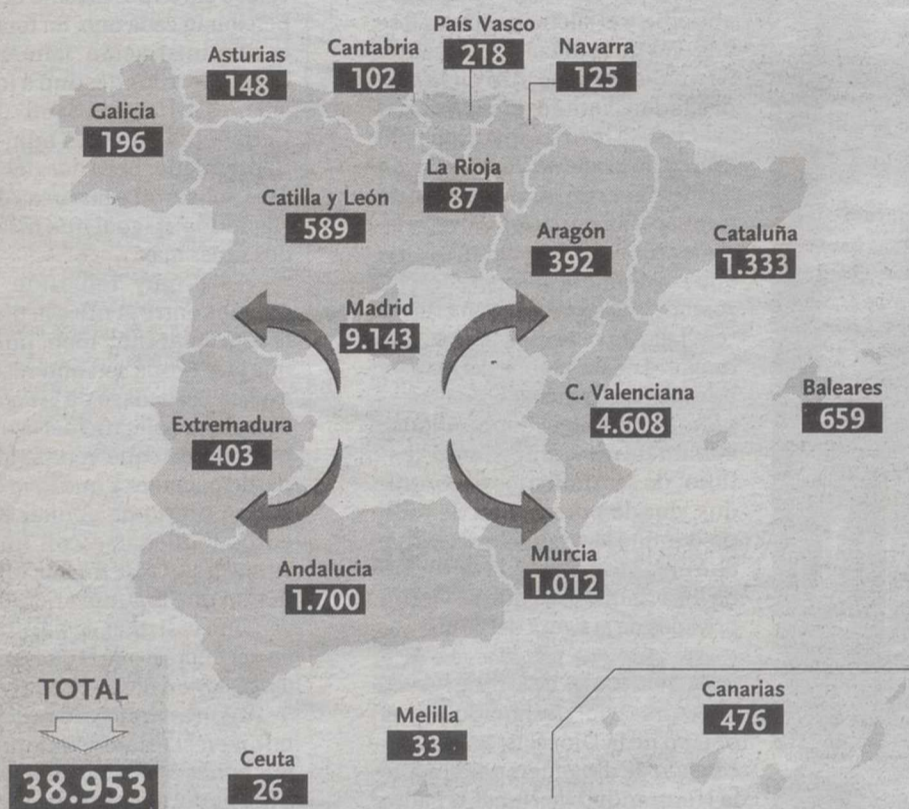 País Vasco
218
Navarra
125
Cantabria
102
Asturias
148
Galicia
196
La Rioja
87
Catilla y León
589
Aragón
392
Cataluña
1.333
Madrid
9.143
C. Valenciana
4.608
Baleares
659
Extremadura
403
Murcia
1.012
Andalucia
1.700
TOTAL
38.953
Canarias
476
Melilla
33
Ceuta
26